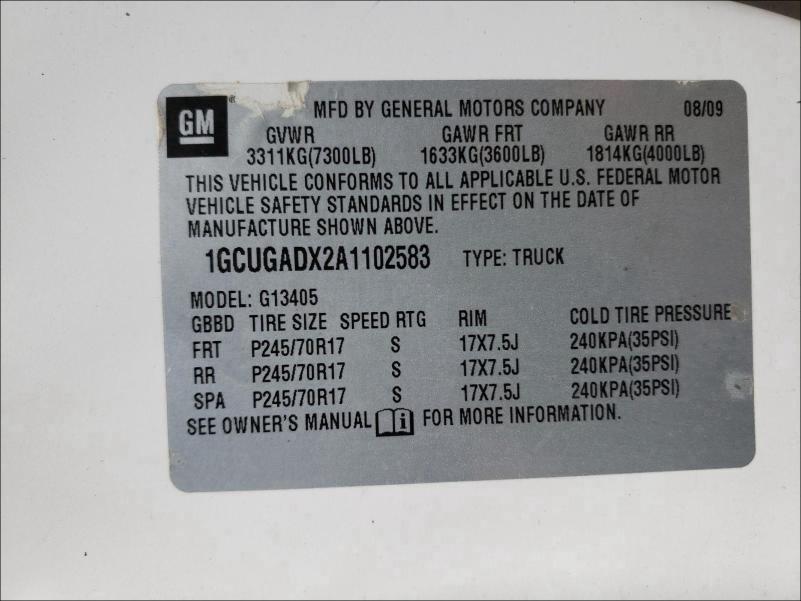 GM ® MFD BY GENERAL MOTORS COMPANY 08/09
GVWR GAWR FRT GAWR RR
3311KG(7300LB) 1633KG(3600LB) 1814KG(4000LB)
THIS VEHICLE CONFORMS TO ALL APPLICABLE U.S. FEDERAL MOTOR
VEHICLE SAFETY STANDARDS IN EFFECT ON THE DATE OF
MANUFACTURE SHOWN ABOVE.
1GCUGADX2A1102583 TYPE: TRUCK
MODEL: G13405
GBBD TIRE SIZE SPEED RTG RIM COLD TIRE PRESSURE
FRT P245/70R17 S 17X7.5J 240KPA(35PSI)
RR P245/70R17 S 17X7.5J 240KPA(35PSI)
SPA P245/70R17 S 17X7.5J 240KPA(35PSI)
SEE OWNER'S MANUAL i FOR MORE INFORMATION.